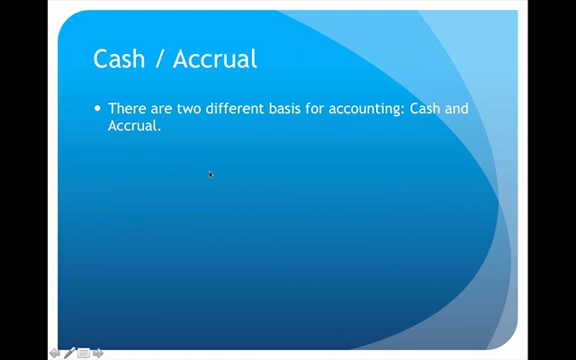 Cash / Accrual
• There are two different basis for accounting: Cash and
Accrual.